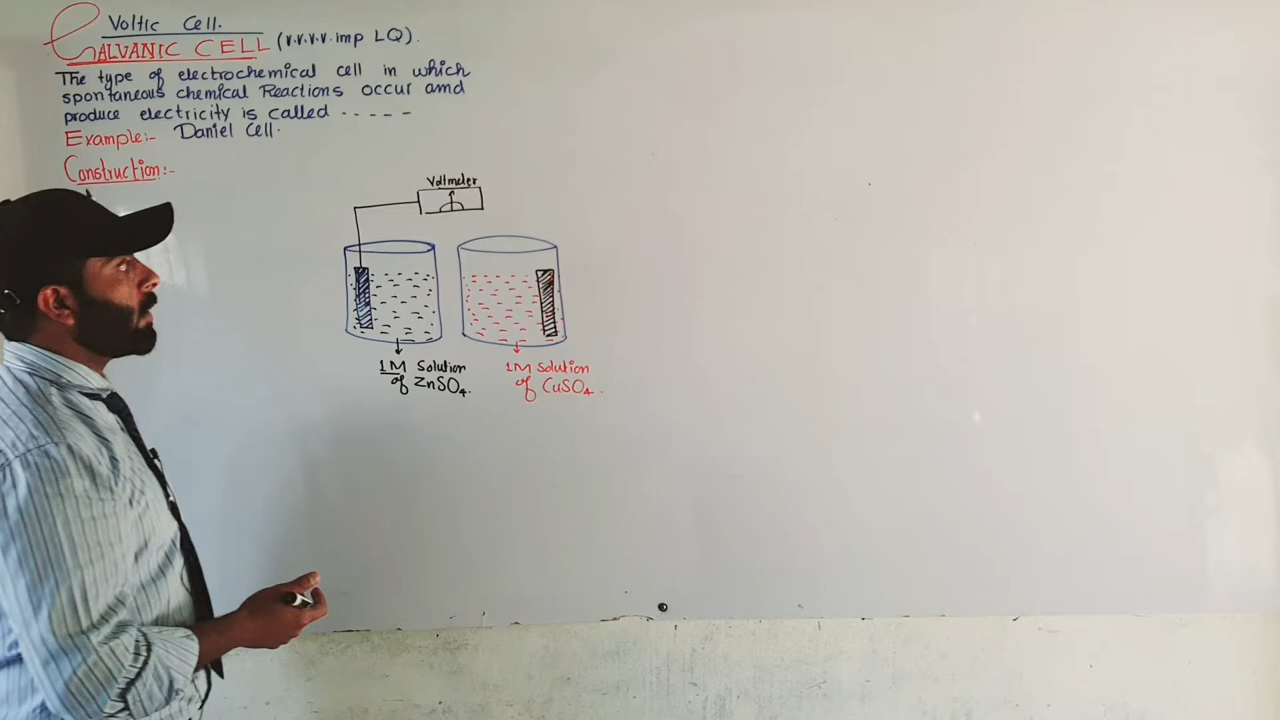 Voltic Cell.
GALVANIC CELL (v.v.v.v.imp LQ).
The type of electrochemical cell in which
spontaneous chemical Reactions occur and
produce electricity is called -----
Example:- Daniel Cell.
Construction:-
Voltmeter
1M Solution
of ZnSO4.
1M Solution
of CuSO4.